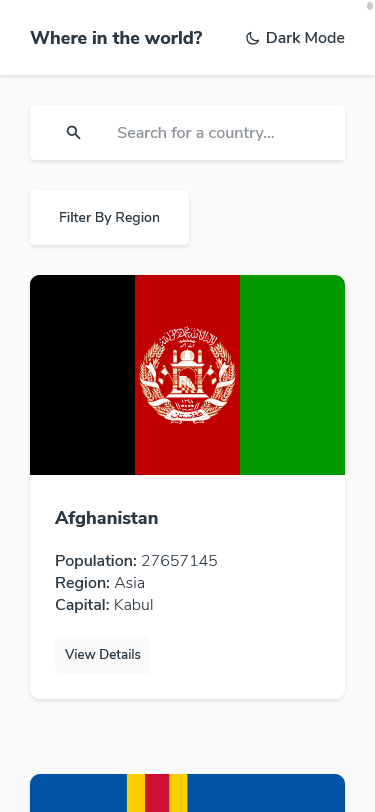 Where in the world?
Dark Mode
Search for a country...
Filter By Region
Afghanistan
Population: 27657145
Region: Asia
Capital: Kabul
View Details